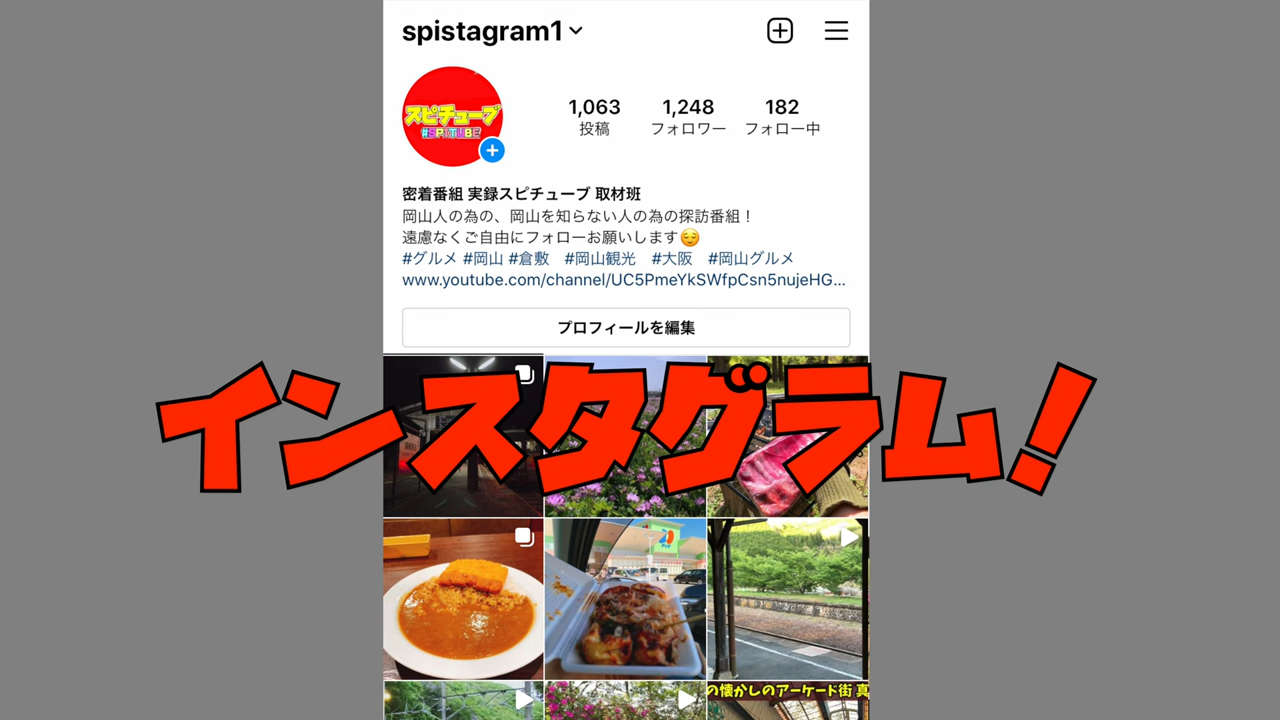 spistagram1
スピチューブ
#SPITUBE
1,063
1,248
182
投稿
フォロワー
フォロー中
密着番組 実録スピチューブ 取材班
岡山人の為の、岡山を知らない人の為の探訪番組！
遠慮なくご自由にフォローお願いします😌
#グルメ #岡山 #倉敷　#岡山観光　#大阪　#岡山グルメ
www.youtube.com/channel/UC5PmeYkSWfpCsn5nujeHG...
プロフィールを編集
インスタグラム！
の懐かしのアーケード街 真